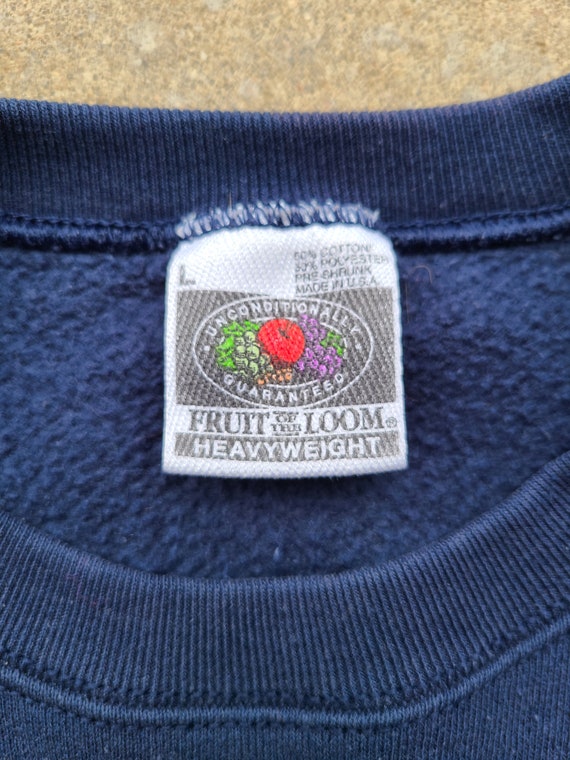 L
50% COTTON/
50% POLYESTER
PRE-SHRUNK
MADE IN U.S.A.
• UNCONDITIONALLY •
GUARANTEED
FRUIT OF THE LOOM®
HEAVYWEIGHT